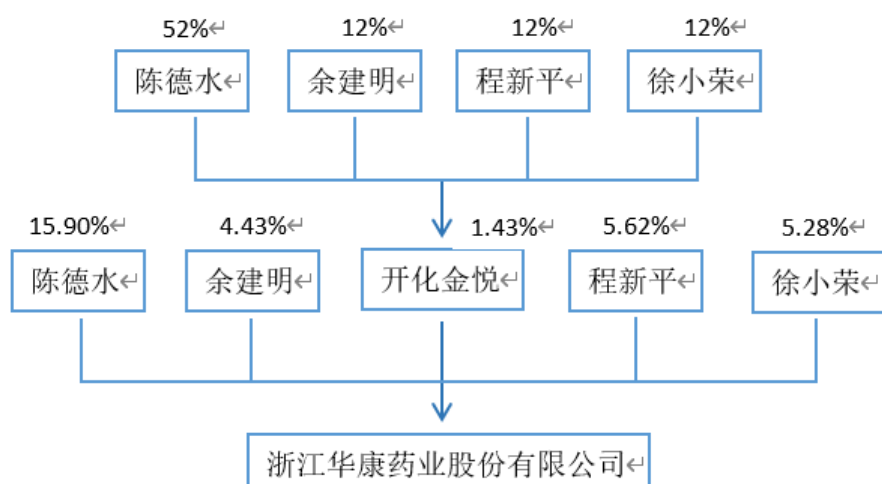 52% 12% 12% 12%
陈德水 余建明 程新平 徐小荣
15.90% 4.43% 1.43% 5.62% 5.28%
陈德水 余建明 开化金悦 程新平 徐小荣
浙江华康药业股份有限公司